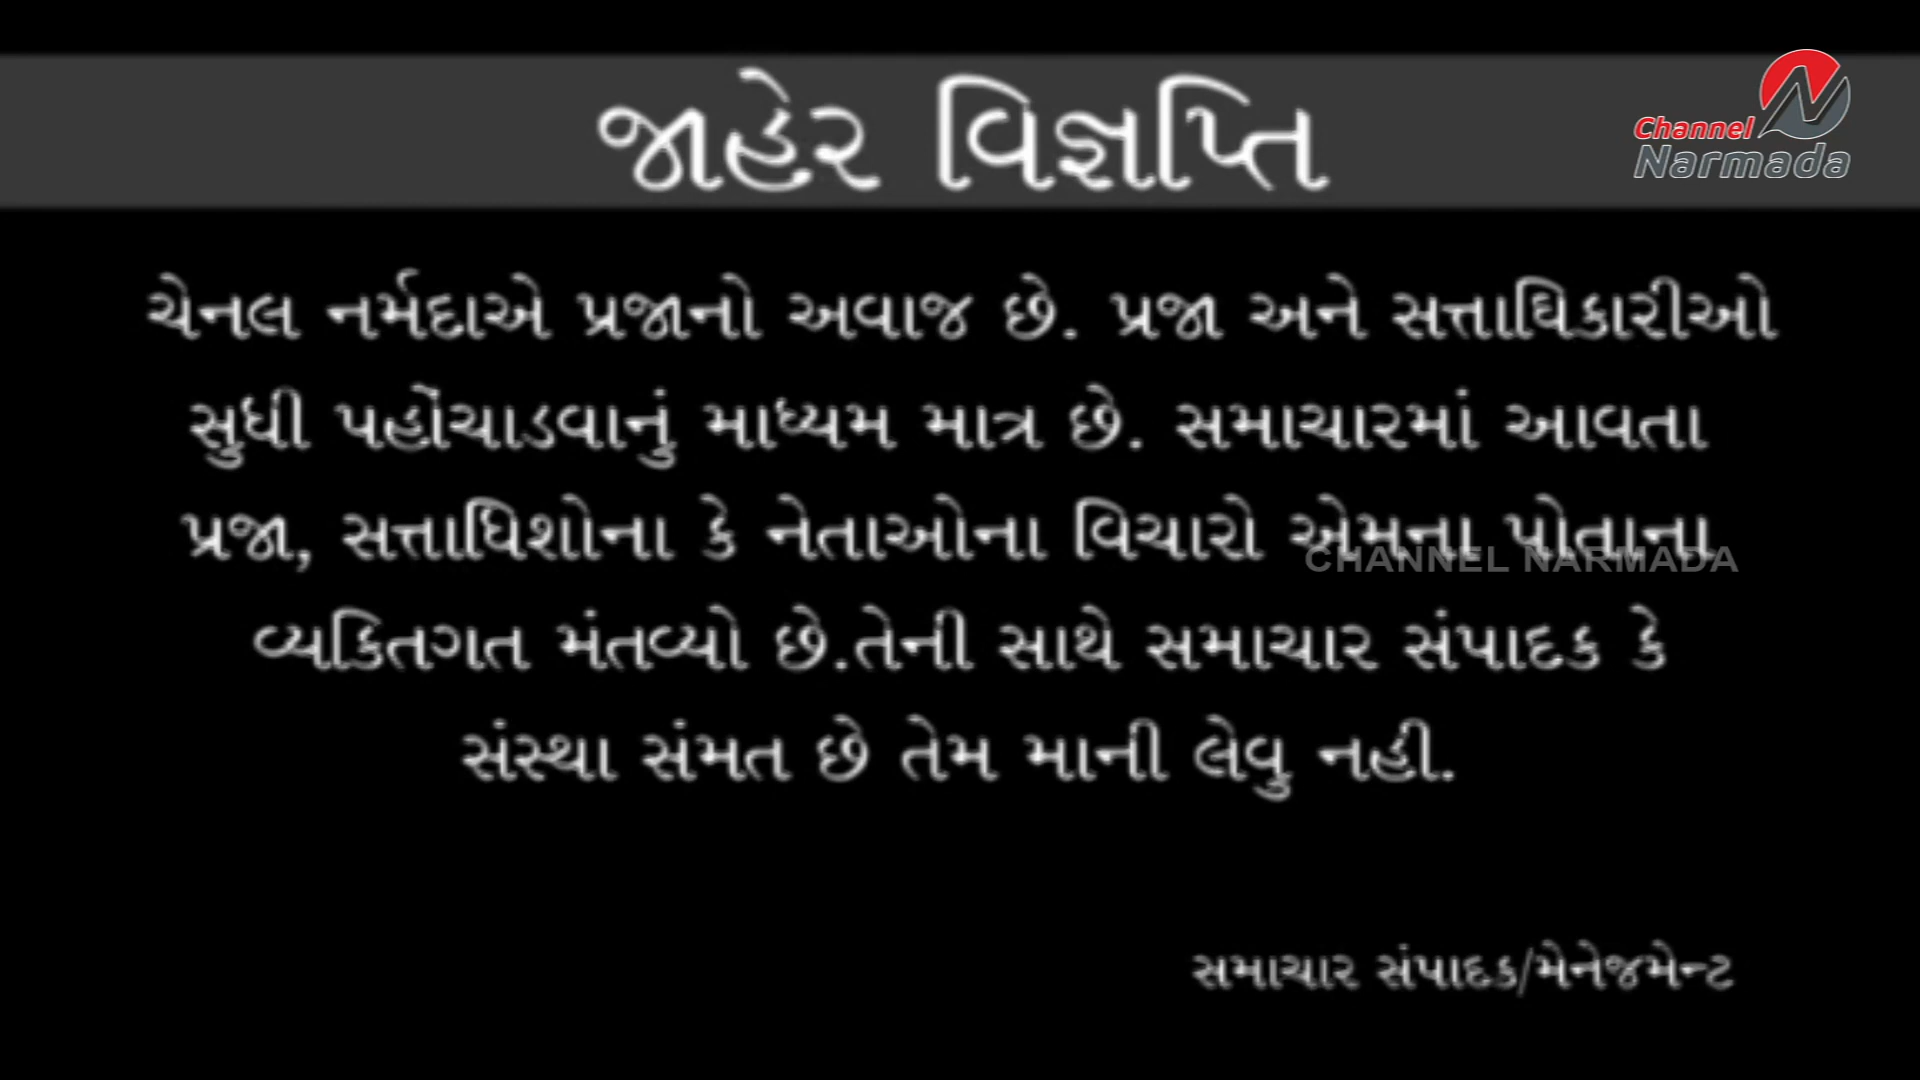 જાહેર વિજ્ઞપ્તિ
Channel
Narmada
ચેનલ નર્મદાએ પ્રજાનો અવાજ છે. પ્રજા અને સત્તાધિકારીઓ
સુધી પહોંચાડવાનું માધ્યમ માત્ર છે. સમાચારમાં આવતા
પ્રજા, સત્તાધિશોના કે નેતાઓના વિચારો એમના પોતાના
CHANNEL NARMADA
વ્યકિતગત મંતવ્યો છે.તેની સાથે સમાચાર સંપાદક કે
સંસ્થા સંમત છે તેમ માની લેવુ નહી.
સમાચાર સંપાદક/મેનેજમેન્ટ